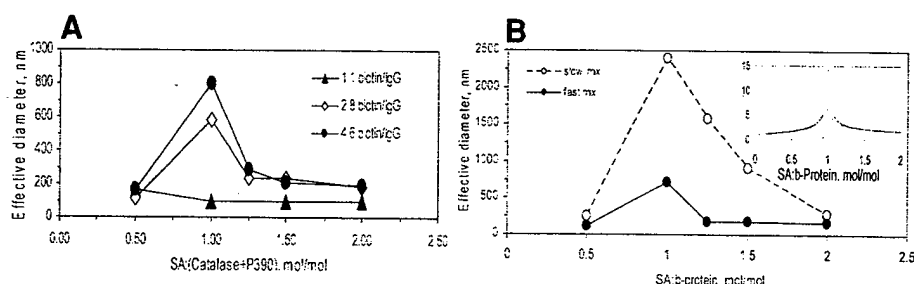 A
Effective diameter, nm
1000
800
600
400
200
0
0.00 0.50 1.00 1.50 2.00 2.50
SA:(Catalase+P390), mol/mol
1.1 biotin/IgG
2.8 biotin/IgG
4.6 biotin/IgG
B
Effective diameter, nm
2500
1500
1000
500
0
0 0.5 1 1.5 2 2.5
SA:b-protein, mol/mol
slow mx
fast mx
15
10
5
0
0 0.5 1 1.5 2
SA:b-Protein, mol/mol